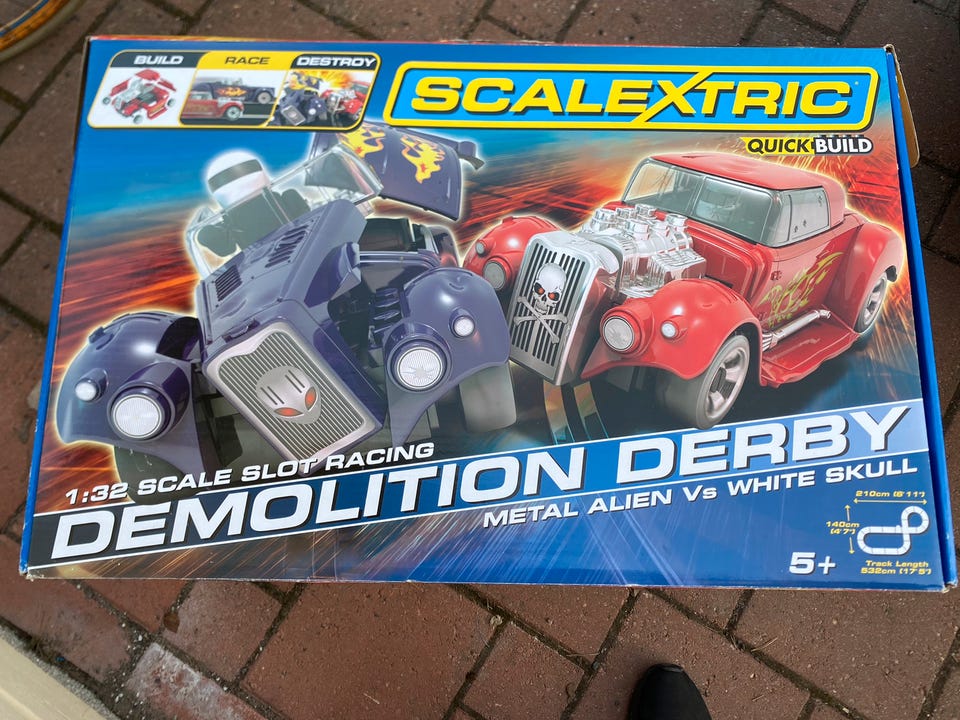 BUILD
RACE
DESTROY
SCALEXTRIC
QUICK BUILD
1:32 SCALE SLOT RACING
DEMOLITION DERBY
METAL ALIEN Vs WHITE SKULL
210cm (6'11")
140cm
(4'7")
5+
Track Length
532cm (17'5")